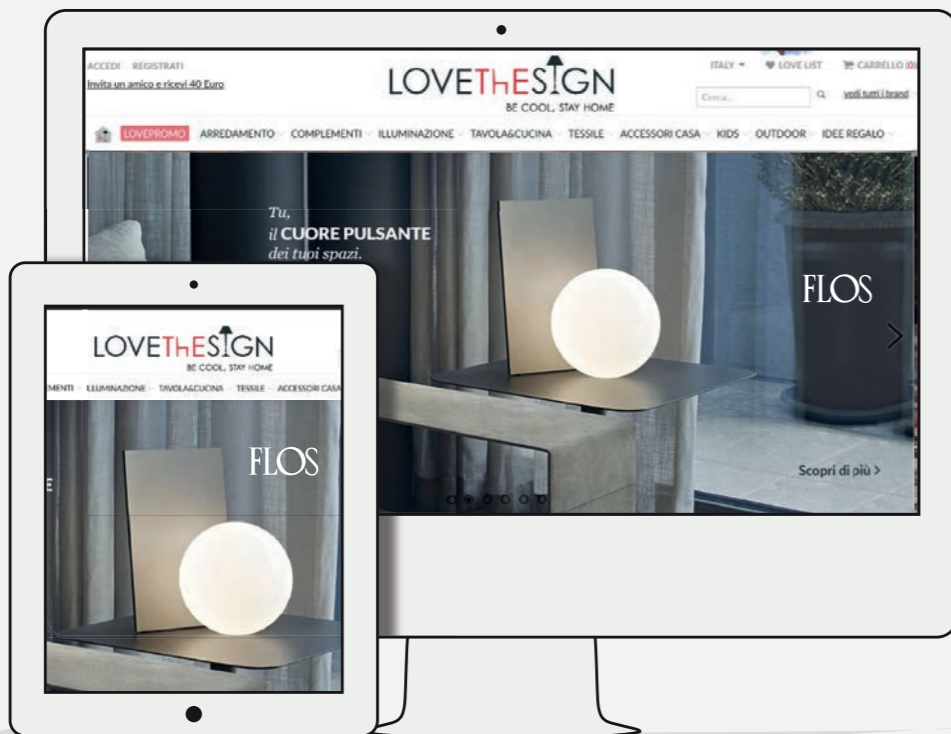 ACCEDI REGISTRATI
Invita un amico e ricevi 40 Euro
LOVEThESIGN
BE COOL, STAY HOME
ITALY LOVE LIST CARRELLO (0)
Cerca... vedi tutti i brand
LOVEPROMO ARREDAMENTO COMPLEMENTI ILLUMINAZIONE TAVOLA&CUCINA TESSILE ACCESSORI CASA KIDS OUTDOOR IDEE REGALO
Tu,
il CUORE PULSANTE
dei tuoi spazi.
FLOS
Scopri di più >
LOVEThESIGN
BE COOL, STAY HOME
MENTI ILLUMINAZIONE TAVOLA&CUCINA TESSILE ACCESSORI CASA
FLOS
E